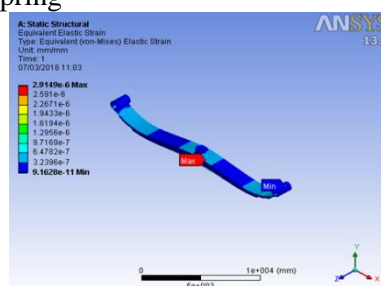 pring
A: Static Structural
Equivalent Elastic Strain
Type: Equivalent (von-Mises) Elastic Strain
Unit: mm/mm
Time: 1
07/03/2016 11:03
2.9149e-6 Max
2.591e-6
2.2671e-6
1.9433e-6
1.6194e-6
1.2956e-6
9.7169e-7
6.4782e-7
3.2396e-7
9.1628e-11 Min
ANSYS
13.
Max
Min
0
1e+004 (mm)
5e+003
Y
Z
X